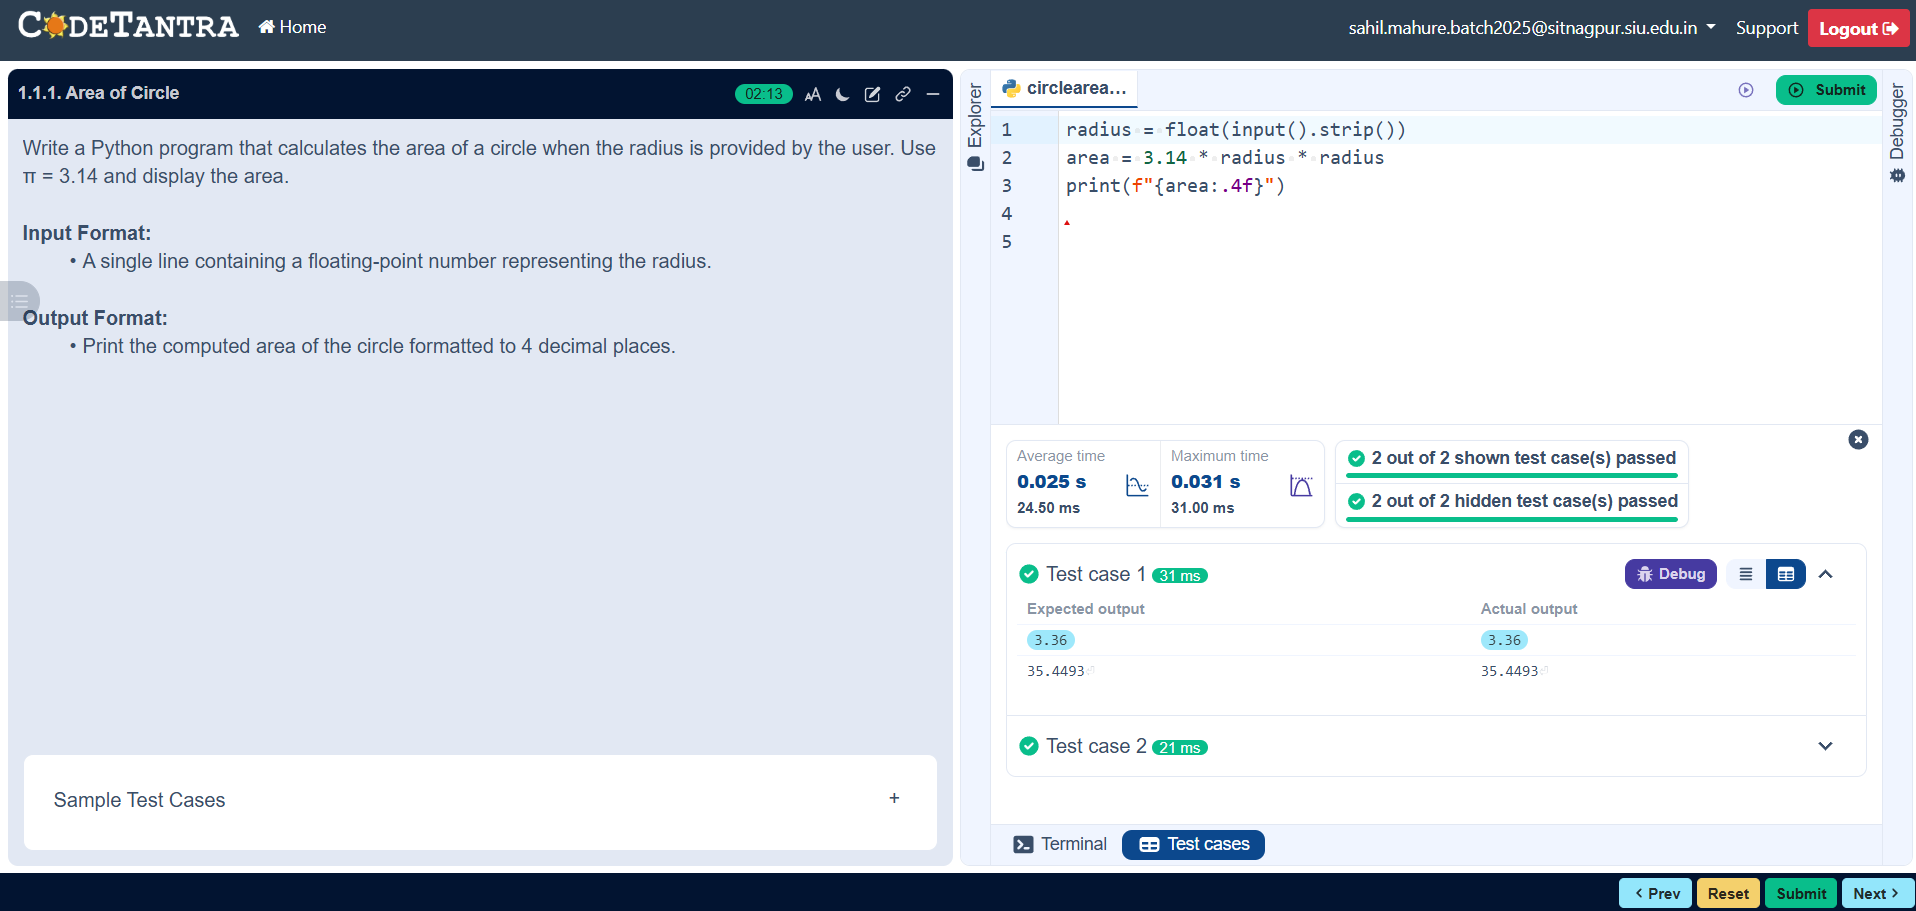 CODETANTRA
Home
sahil.mahure.batch2025@sitnagpur.siu.edu.in
Support
Logout
1.1.1. Area of Circle
02:13
AA
Write a Python program that calculates the area of a circle when the radius is provided by the user. Use
π = 3.14 and display the area.
Input Format:
• A single line containing a floating-point number representing the radius.
Output Format:
• Print the computed area of the circle formatted to 4 decimal places.
Sample Test Cases
+
Explorer
circlearea...
Submit
Debugger
1 radius = float(input().strip())
2 area = 3.14 * radius * radius
3 print(f"{area:.4f}")
4
5
Average time
0.025 s
24.50 ms
Maximum time
0.031 s
31.00 ms
2 out of 2 shown test case(s) passed
2 out of 2 hidden test case(s) passed
Test case 1 31 ms
Debug
Expected output
Actual output
3.36
3.36
35.4493
35.4493
Test case 2 21 ms
Terminal
Test cases
< Prev
Reset
Submit
Next >